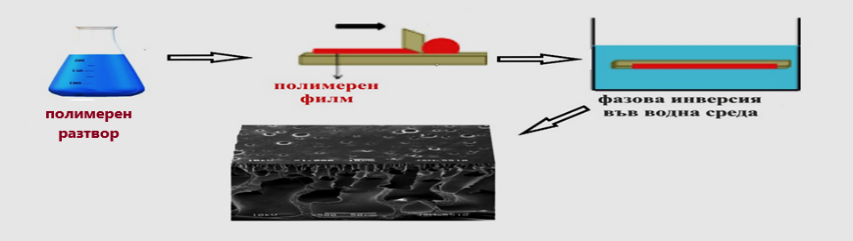 полимерен
разтвор
полимерен
филм
фазова инверсия
във водна среда